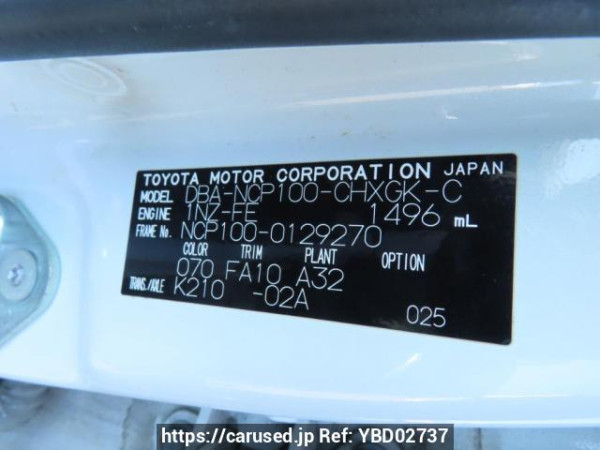 TOYOTA MOTOR CORPORATION JAPAN
MODEL DBA-NCP100-CHXGK-C
ENGINE 1NZ-FE 1496 mL
FRAME No. NCP100-0129270
COLOR TRIM PLANT OPTION
070 FA10 A32
TRANS./AXLE K210 -02A
025
https://carused.jp Ref: YBD02737